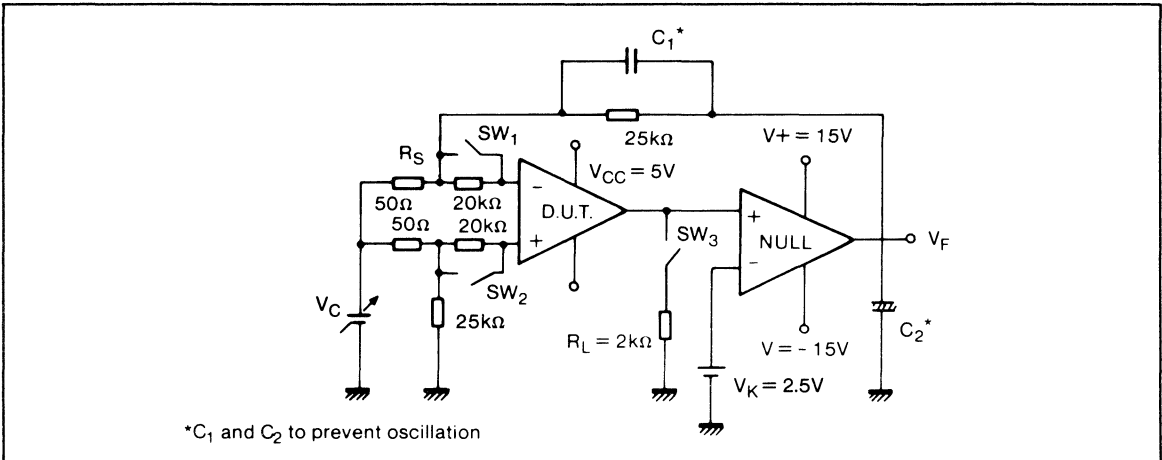 C1*
25kΩ
V+ = 15V
SW1
RS
VCC = 5V
50Ω
20kΩ
−
D.U.T.
50Ω
20kΩ
+
SW3
+
NULL
−
VF
SW2
VC
25kΩ
RL = 2kΩ
V = - 15V
C2*
VK = 2.5V
*C1 and C2 to prevent oscillation